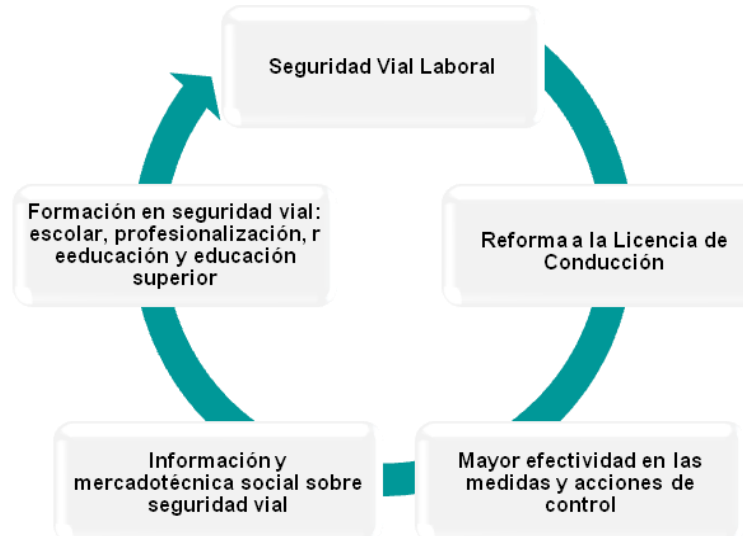 Seguridad Vial Laboral
Reforma a la Licencia de
Conducción
Mayor efectividad en las
medidas y acciones de
control
Información y
mercadotécnica social sobre
seguridad vial
Formación en seguridad vial:
escolar, profesionalización, r
eeducación y educación
superior